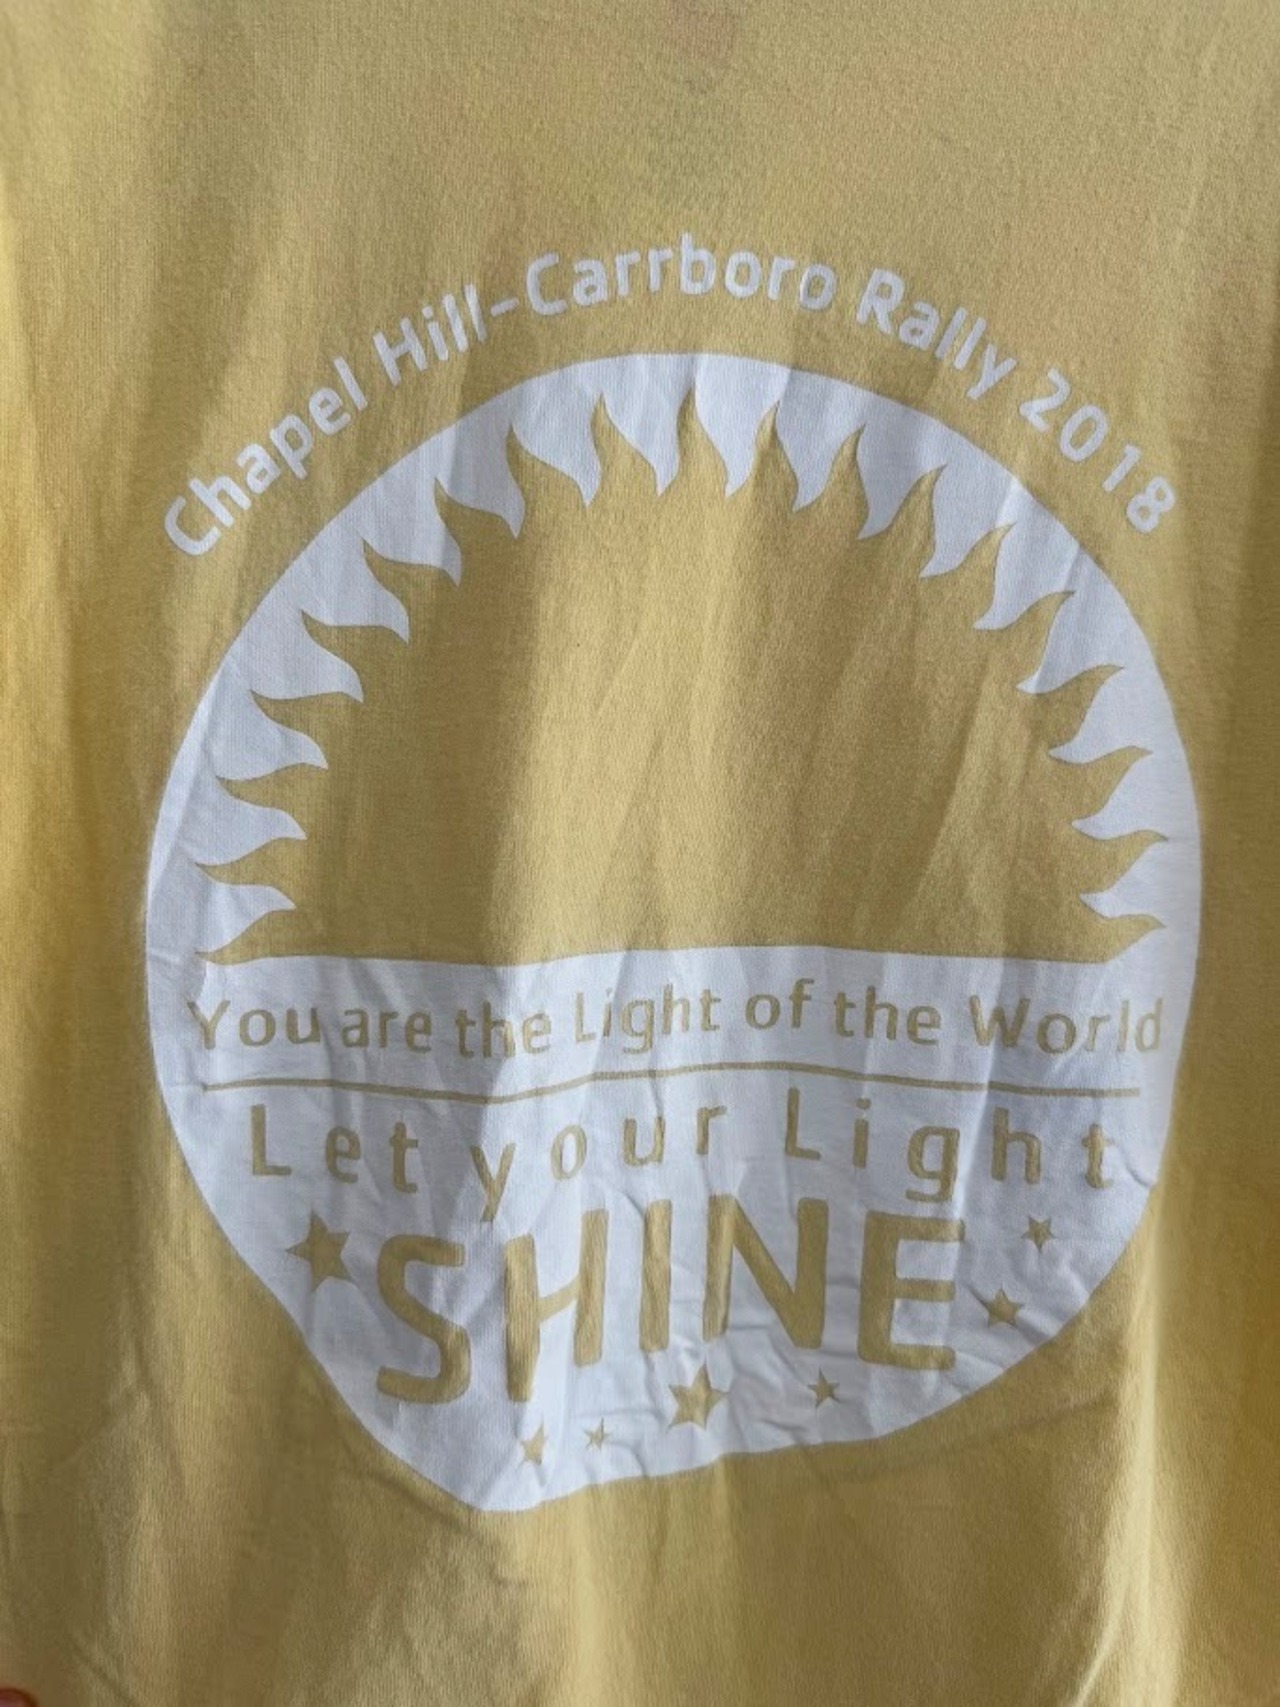 Chapel Hill-Carrboro Rally 2018
You are the Light of the World
Let your Light
SHINE